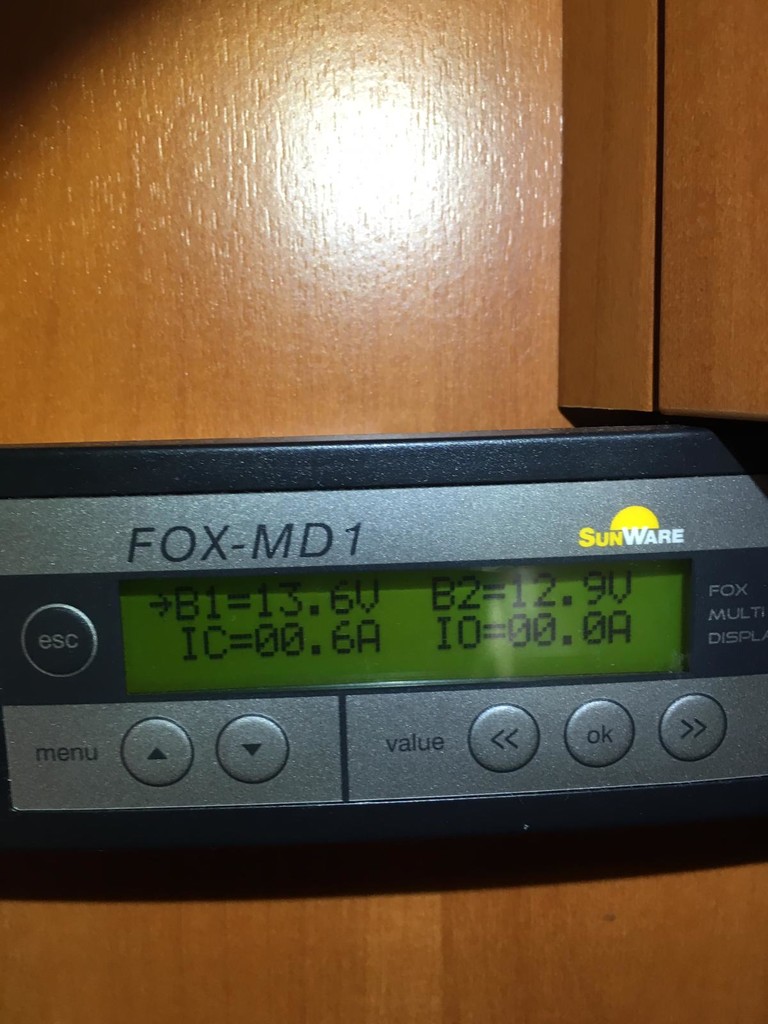 FOX-MD1
SUNWARE
esc
→B1=13.6V B2=12.9V
IC=00.6A IO=00.0A
FOX
MULTI
menu
value
<<
ok
>>